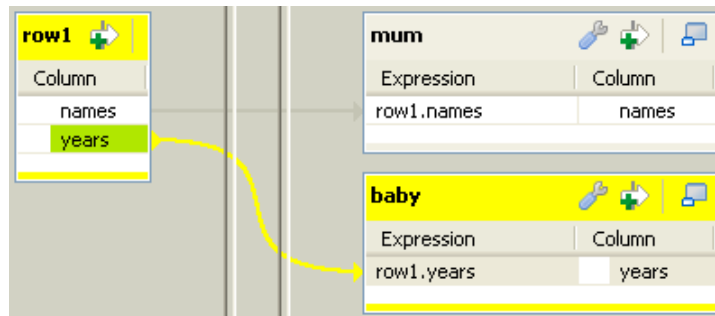 row1
Column
names
years
mum
Expression Column
row1.names names
baby
Expression Column
row1.years years